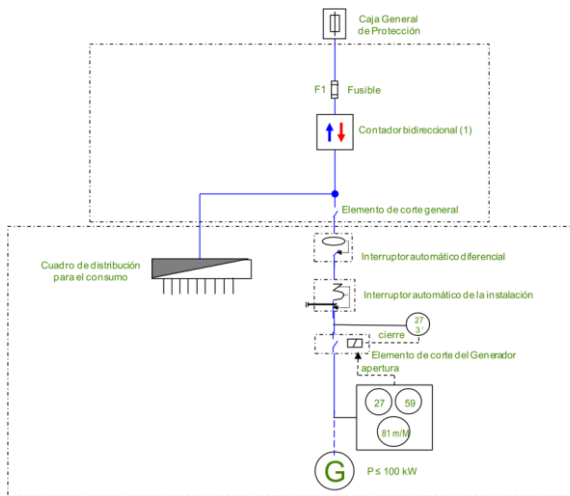 Caja General
de Protección
F1
Fusible
Contador bidireccional (1)
Elemento de corte general
Cuadro de distribución
para el consumo
Interruptor automático diferencial
Interruptor automático de la instalación
27
3'
cierre
Elemento de corte del Generador
apertura
27
59
81 m/M
G
P ≤ 100 kW